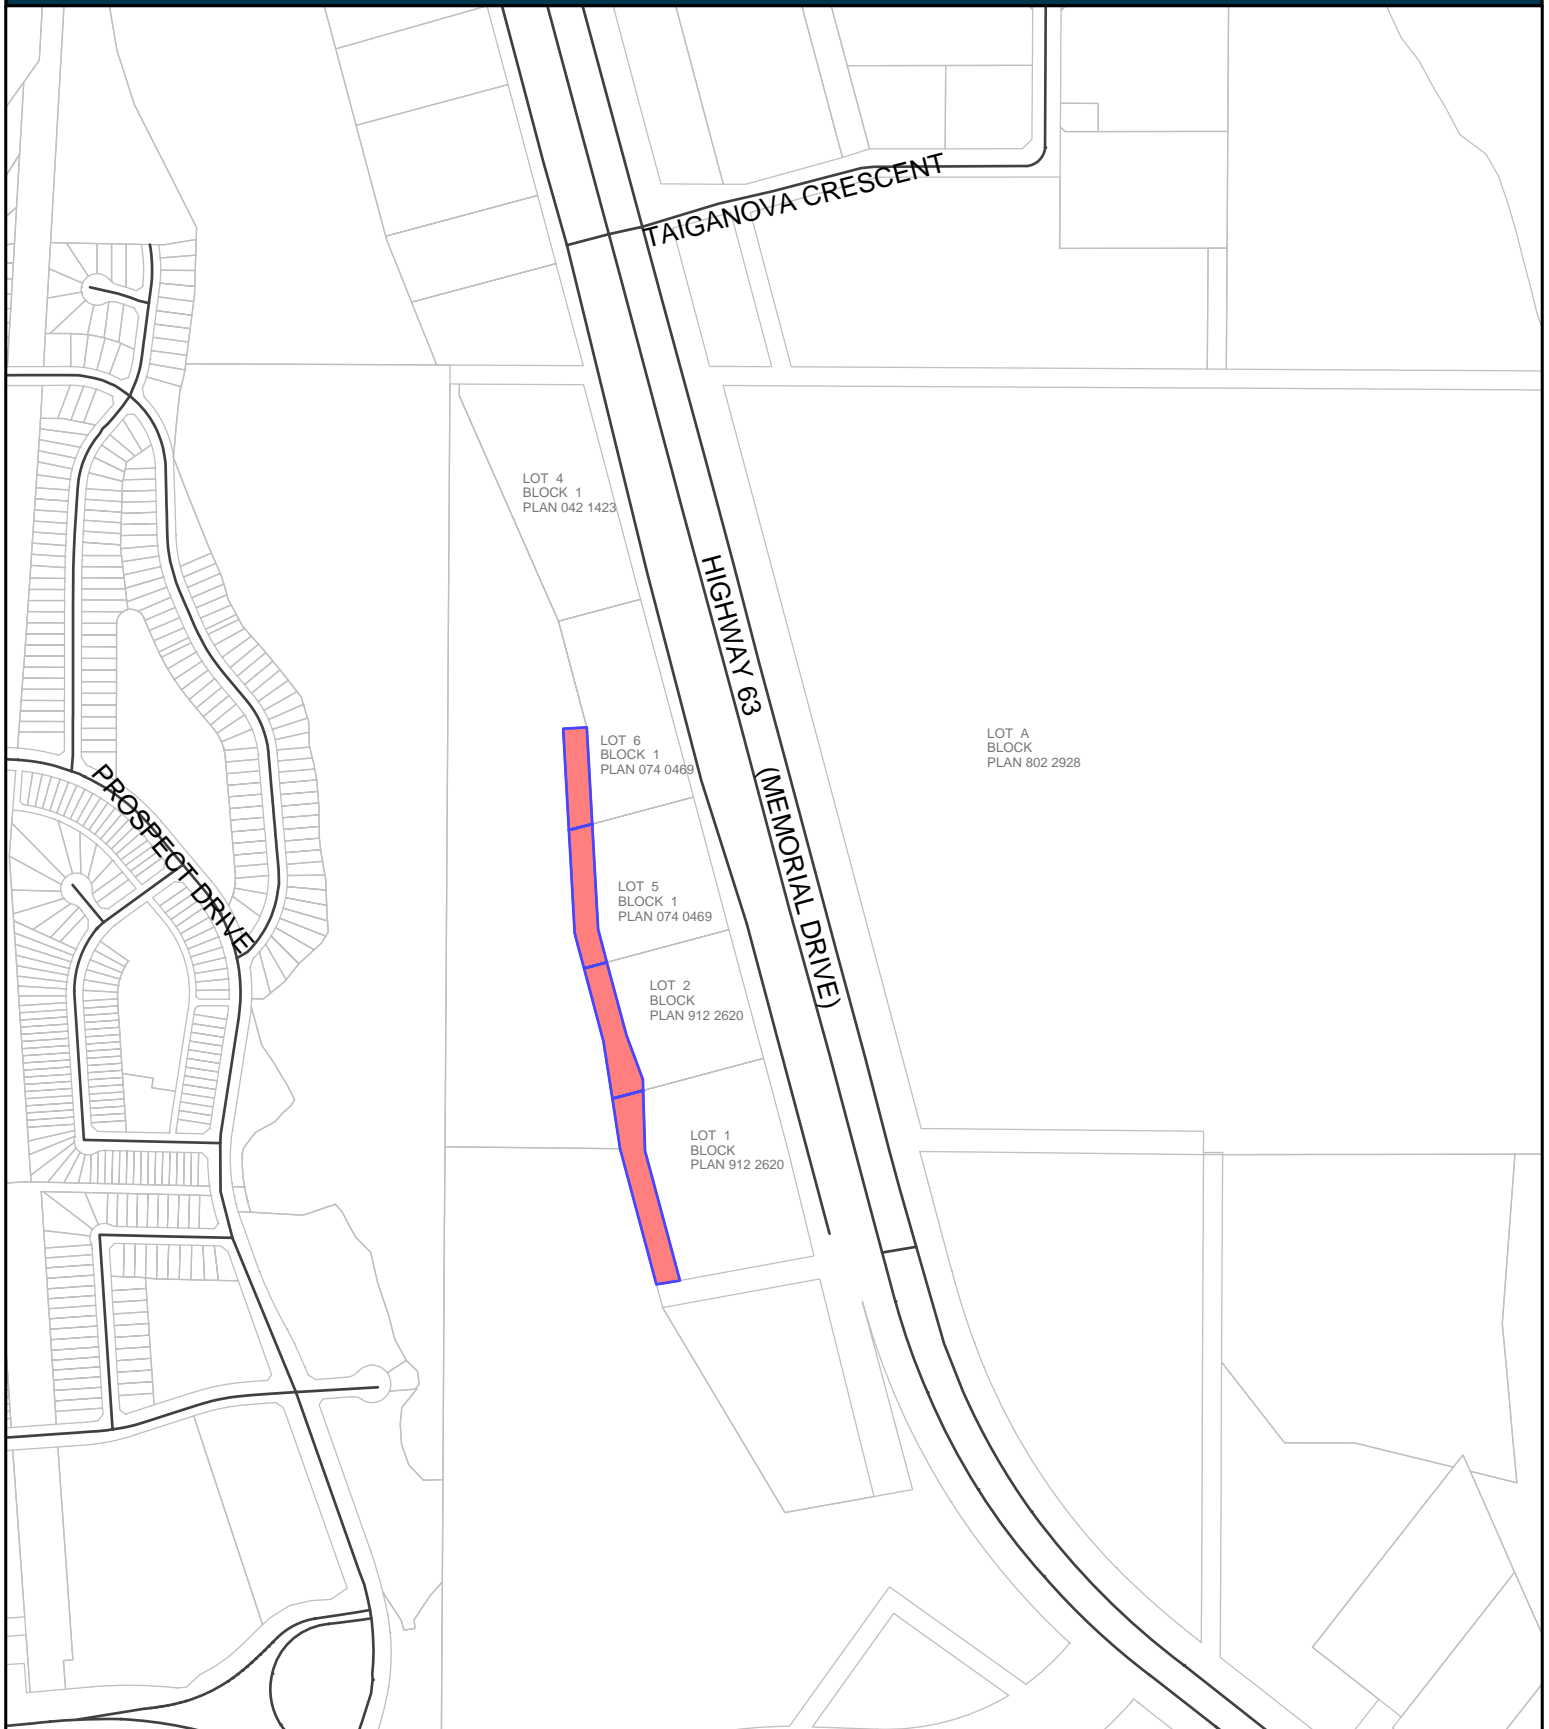 TAIGANOVA CRESCENT
LOT 4
BLOCK 1
PLAN 042 1423
HIGHWAY 63 (MEMORIAL DRIVE)
LOT 6
BLOCK 1
PLAN 074 0469
LOT A
BLOCK
PLAN 802 2928
PROSPECT DRIVE
LOT 5
BLOCK 1
PLAN 074 0469
LOT 2
BLOCK
PLAN 912 2620
LOT 1
BLOCK
PLAN 912 2620